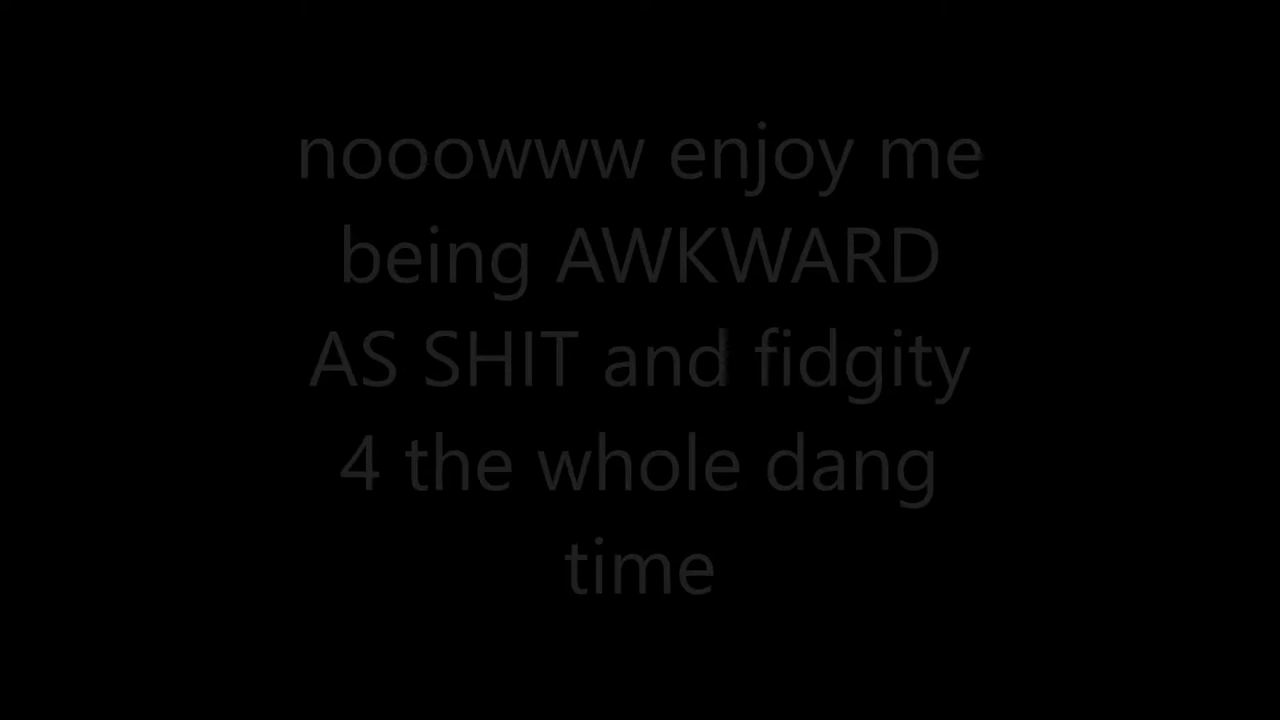 nooowww enjoy me
being AWKWARD
AS SHIT and fidgity
4 the whole dang
time